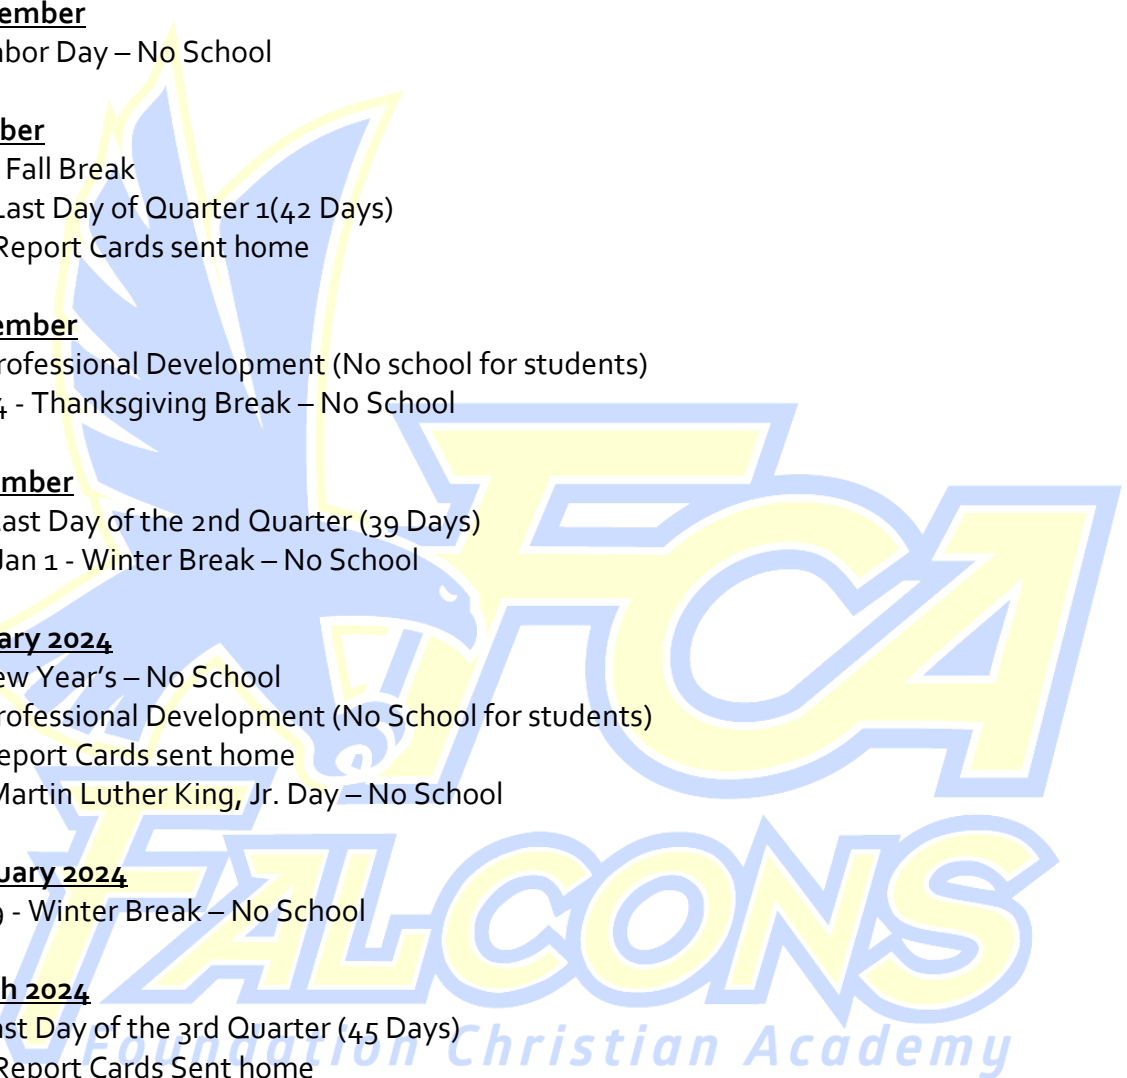 ember
abor Day – No School
ber
Fall Break
Last Day of Quarter 1(42 Days)
Report Cards sent home
ember
rofessional Development (No school for students)
4 - Thanksgiving Break – No School
mber
Last Day of the 2nd Quarter (39 Days)
Jan 1 - Winter Break – No School
ary 2024
ew Year’s – No School
rofessional Development (No School for students)
eport Cards sent home
Martin Luther King, Jr. Day – No School
uary 2024
9 - Winter Break – No School
h 2024
ast Day of the 3rd Quarter (45 Days)
Report Cards Sent home
FCA
FALCONS
Foundation Christian Academy